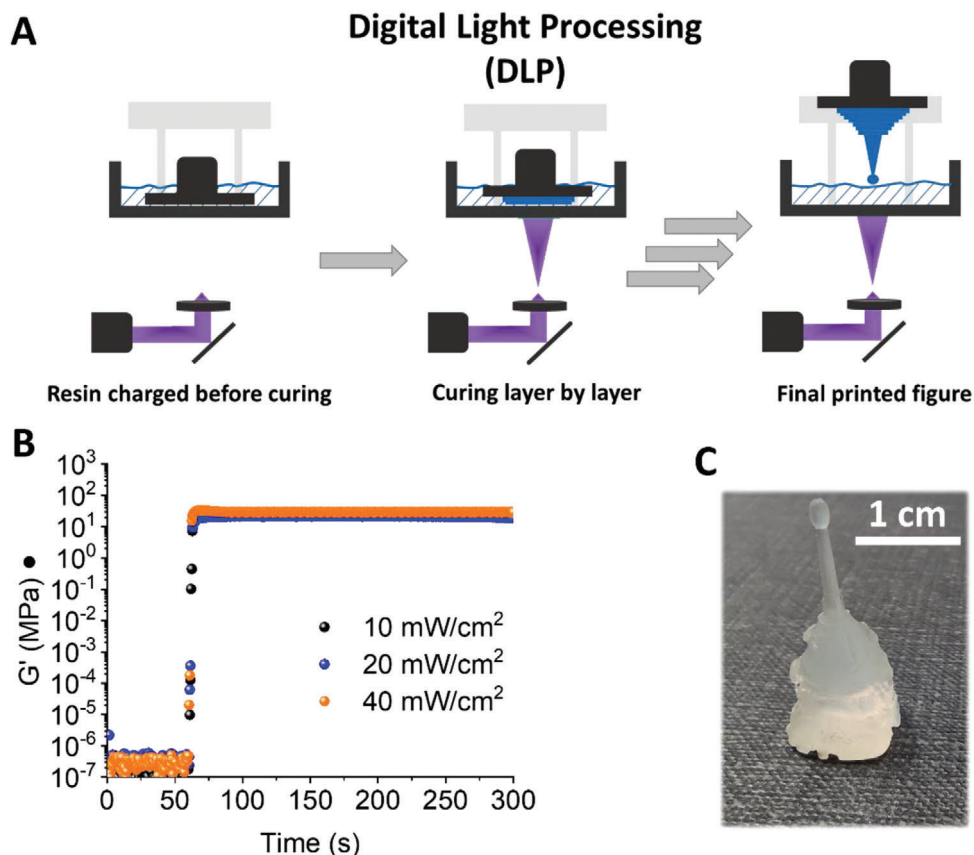 A
Digital Light Processing
(DLP)
Resin charged before curing
Curing layer by layer
Final printed figure
B
10³
10²
10¹
10⁰
10⁻¹
10⁻²
10⁻³
10⁻⁴
10⁻⁵
10⁻⁶
10⁻⁷
G' (MPa) ●
10 mW/cm²
20 mW/cm²
40 mW/cm²
0 50 100 150 200 250 300
Time (s)
C
1 cm